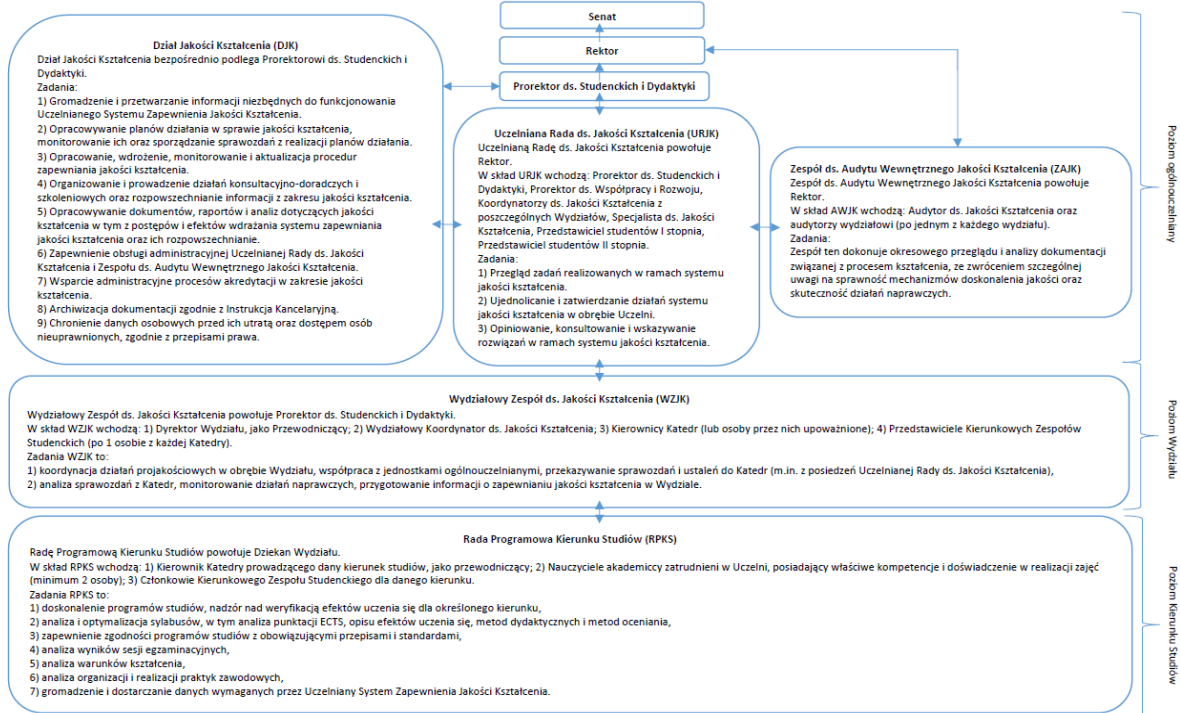 Senat
Rektor
Prorektor ds. Studenckich i Dydaktyki
Dział Jakości Kształcenia (DJK)
Dział Jakości Kształcenia bezpośrednio podlega Prorektorowi ds. Studenckich i
Dydaktyki.
Zadania:
1) Gromadzenie i przetwarzanie informacji niezbędnych do funkcjonowania
Uczelnianego Systemu Zapewnienia Jakości Kształcenia.
2) Opracowywanie planów działania w sprawie jakości kształcenia,
monitorowanie ich oraz sporządzanie sprawozdań z realizacji planów działania.
3) Opracowanie, wdrożenie, monitorowanie i aktualizacja procedur
zapewniania jakości kształcenia.
4) Organizowanie i prowadzenie działań konsultacyjno-doradczych i
szkoleniowych oraz rozpowszechnianie informacji z zakresu jakości kształcenia.
5) Opracowywanie dokumentów, raportów i analiz dotyczących jakości
kształcenia w tym z postępów i efektów wdrażania systemu zapewniania
jakości kształcenia oraz ich rozpowszechnianie.
6) Zapewnienie obsługi administracyjnej Uczelnianej Rady ds. Jakości
Kształcenia i Zespołu ds. Audytu Wewnętrznego Jakości Kształcenia.
7) Wsparcie administracyjne procesów akredytacji w zakresie jakości
kształcenia.
8) Archiwizacja dokumentacji zgodnie z Instrukcja Kancelaryjną.
9) Chronienie danych osobowych przed ich utratą oraz dostępem osób
nieuprawnionych, zgodnie z przepisami prawa.
Uczelniana Rada ds. Jakości Kształcenia (URJK)
Uczelnianą Radę ds. Jakości Kształcenia powołuje
Rektor.
W skład URJK wchodzą: Prorektor ds. Studenckich i
Dydaktyki, Prorektor ds. Współpracy i Rozwoju,
Koordynatorzy ds. Jakości Kształcenia z
poszczególnych Wydziałów, Specjalista ds. Jakości
Kształcenia, Przedstawiciel studentów I stopnia,
Przedstawiciel studentów II stopnia.
Zadania:
1) Przegląd zadań realizowanych w ramach systemu
jakości kształcenia.
2) Ujednolicanie i zatwierdzanie działań systemu
jakości kształcenia w obrębie Uczelni.
3) Opiniowanie, konsultowanie i wskazywanie
rozwiązań w ramach systemu jakości kształcenia.
Zespół ds. Audytu Wewnętrznego Jakości Kształcenia (ZAJK)
Zespół ds. Audytu Wewnętrznego Jakości Kształcenia powołuje
Rektor.
W skład AWJK wchodzą: Audytor ds. Jakości Kształcenia oraz
audytorzy wydziałowi (po jednym z każdego wydziału).
Zadania:
Zespół ten dokonuje okresowego przeglądu i analizy dokumentacji
związanej z procesem kształcenia, ze zwróceniem szczególnej
uwagi na sprawność mechanizmów doskonalenia jakości oraz
skuteczność działań naprawczych.
Poziom ogólnouczelniany
Wydziałowy Zespół ds. Jakości Kształcenia (WZJK)
Wydziałowy Zespół ds. Jakości Kształcenia powołuje Prorektor ds. Studenckich i Dydaktyki.
W skład WZJK wchodzą: 1) Dyrektor Wydziału, jako Przewodniczący; 2) Wydziałowy Koordynator ds. Jakości Kształcenia; 3) Kierownicy Katedr (lub osoby przez nich upoważnione); 4) Przedstawiciele Kierunkowych Zespołów
Studenckich (po 1 osobie z każdej Katedry).
Zadania WZJK to:
1) koordynacja działań projakościowych w obrębie Wydziału, współpraca z jednostkami ogólnouczelnianymi, przekazywanie sprawozdań i ustaleń do Katedr (m.in. z posiedzeń Uczelnianej Rady ds. Jakości Kształcenia),
2) analiza sprawozdań z Katedr, monitorowanie działań naprawczych, przygotowanie informacji o zapewnianiu jakości kształcenia w Wydziale.
Poziom Wydziału
Rada Programowa Kierunku Studiów (RPKS)
Radę Programową Kierunku Studiów powołuje Dziekan Wydziału.
W skład RPKS wchodzą: 1) Kierownik Katedry prowadzącego dany kierunek studiów, jako przewodniczący; 2) Nauczyciele akademiccy zatrudnieni w Uczelni, posiadający właściwe kompetencje i doświadczenie w realizacji zajęć
(minimum 2 osoby); 3) Członkowie Kierunkowego Zespołu Studenckiego dla danego kierunku.
Zadania RPKS to:
1) doskonalenie programów studiów, nadzór nad weryfikacją efektów uczenia się dla określonego kierunku,
2) analiza i optymalizacja sylabusów, w tym analiza punktacji ECTS, opisu efektów uczenia się, metod dydaktycznych i metod oceniania,
3) zapewnienie zgodności programów studiów z obowiązującymi przepisami i standardami,
4) analiza wyników sesji egzaminacyjnych,
5) analiza warunków kształcenia,
6) analiza organizacji i realizacji praktyk zawodowych,
7) gromadzenie i dostarczanie danych wymaganych przez Uczelniany System Zapewnienia Jakości Kształcenia.
Poziom Kierunku Studiów